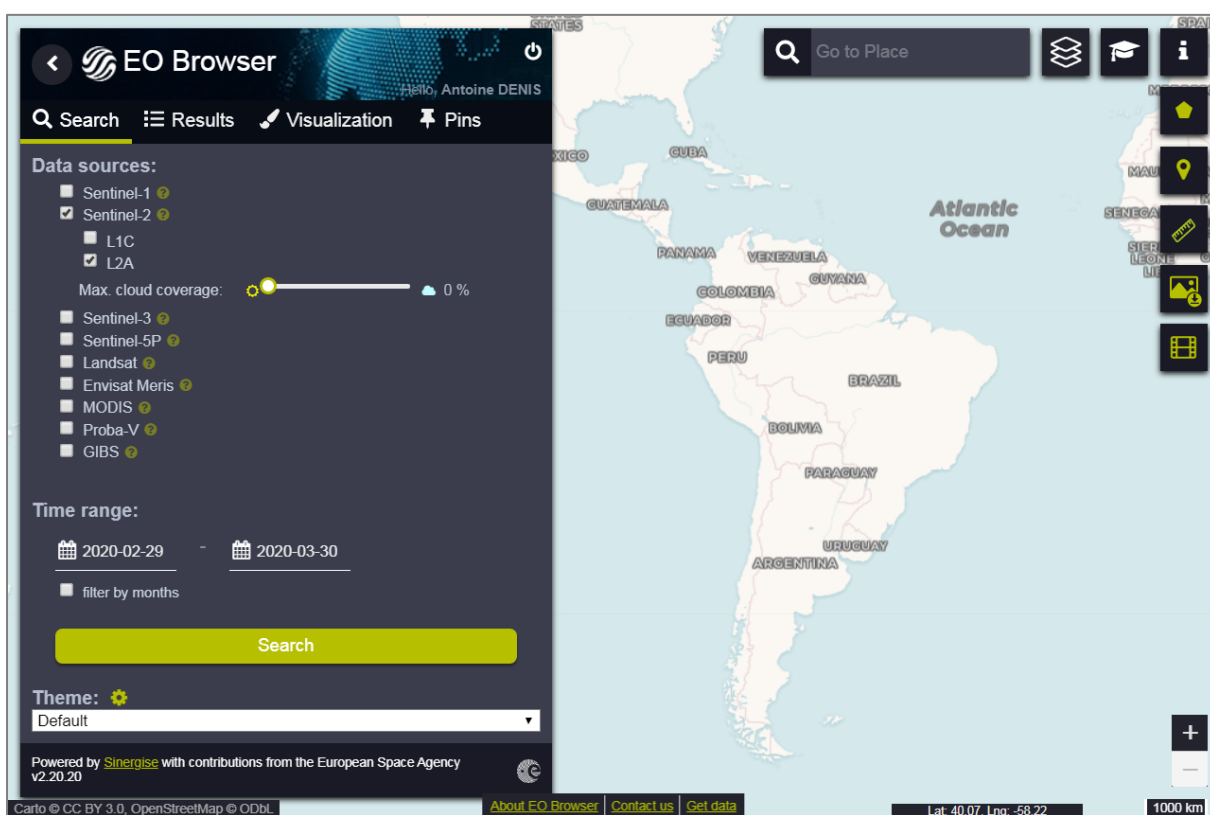 EO Browser
Hello, Antoine DENIS
Search Results Visualization Pins
Data sources:
Sentinel-1
Sentinel-2
L1C
L2A
Max. cloud coverage: 0 %
Sentinel-3
Sentinel-5P
Landsat
Envisat Meris
MODIS
Proba-V
GIBS
Time range:
2020-02-29 - 2020-03-30
filter by months
Search
Theme:
Default
Powered by Sinergise with contributions from the European Space Agency
v2.20.20
Carto © CC BY 3.0, OpenStreetMap © ODbL
About EO Browser Contact us Get data
Go to Place
STATES
CUBA
GUATEMALA
PANAMA
VENEZUELA
GUYANA
COLOMBIA
ECUADOR
PERU
BRAZIL
BOLIVIA
PARAGUAY
URUGUAY
ARGENTINA
Atlantic
Ocean
Lat: 40.07, Lng: -58.22
1000 km